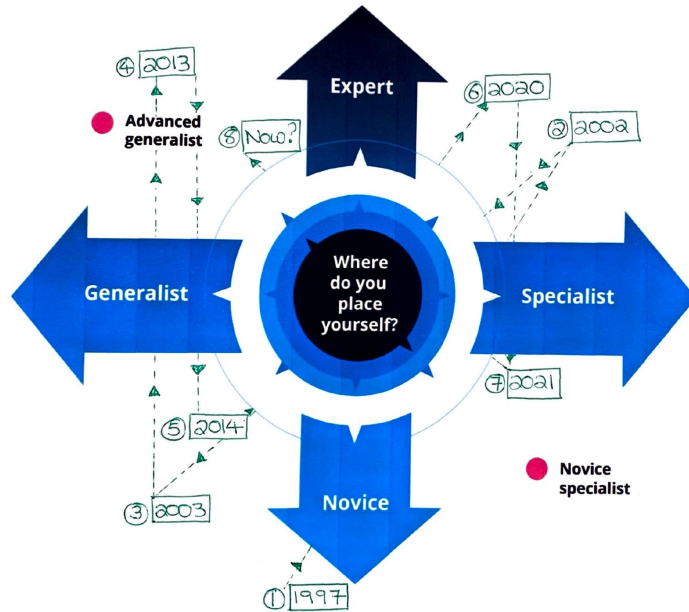 ④ 2013
Expert
⑥ 2020
Advanced
generalist
⑧ Now?
② 2002
Where
do you
place
yourself?
Generalist
Specialist
⑦ 2021
⑤ 2014
Novice
specialist
Novice
③ 2003
① 1997